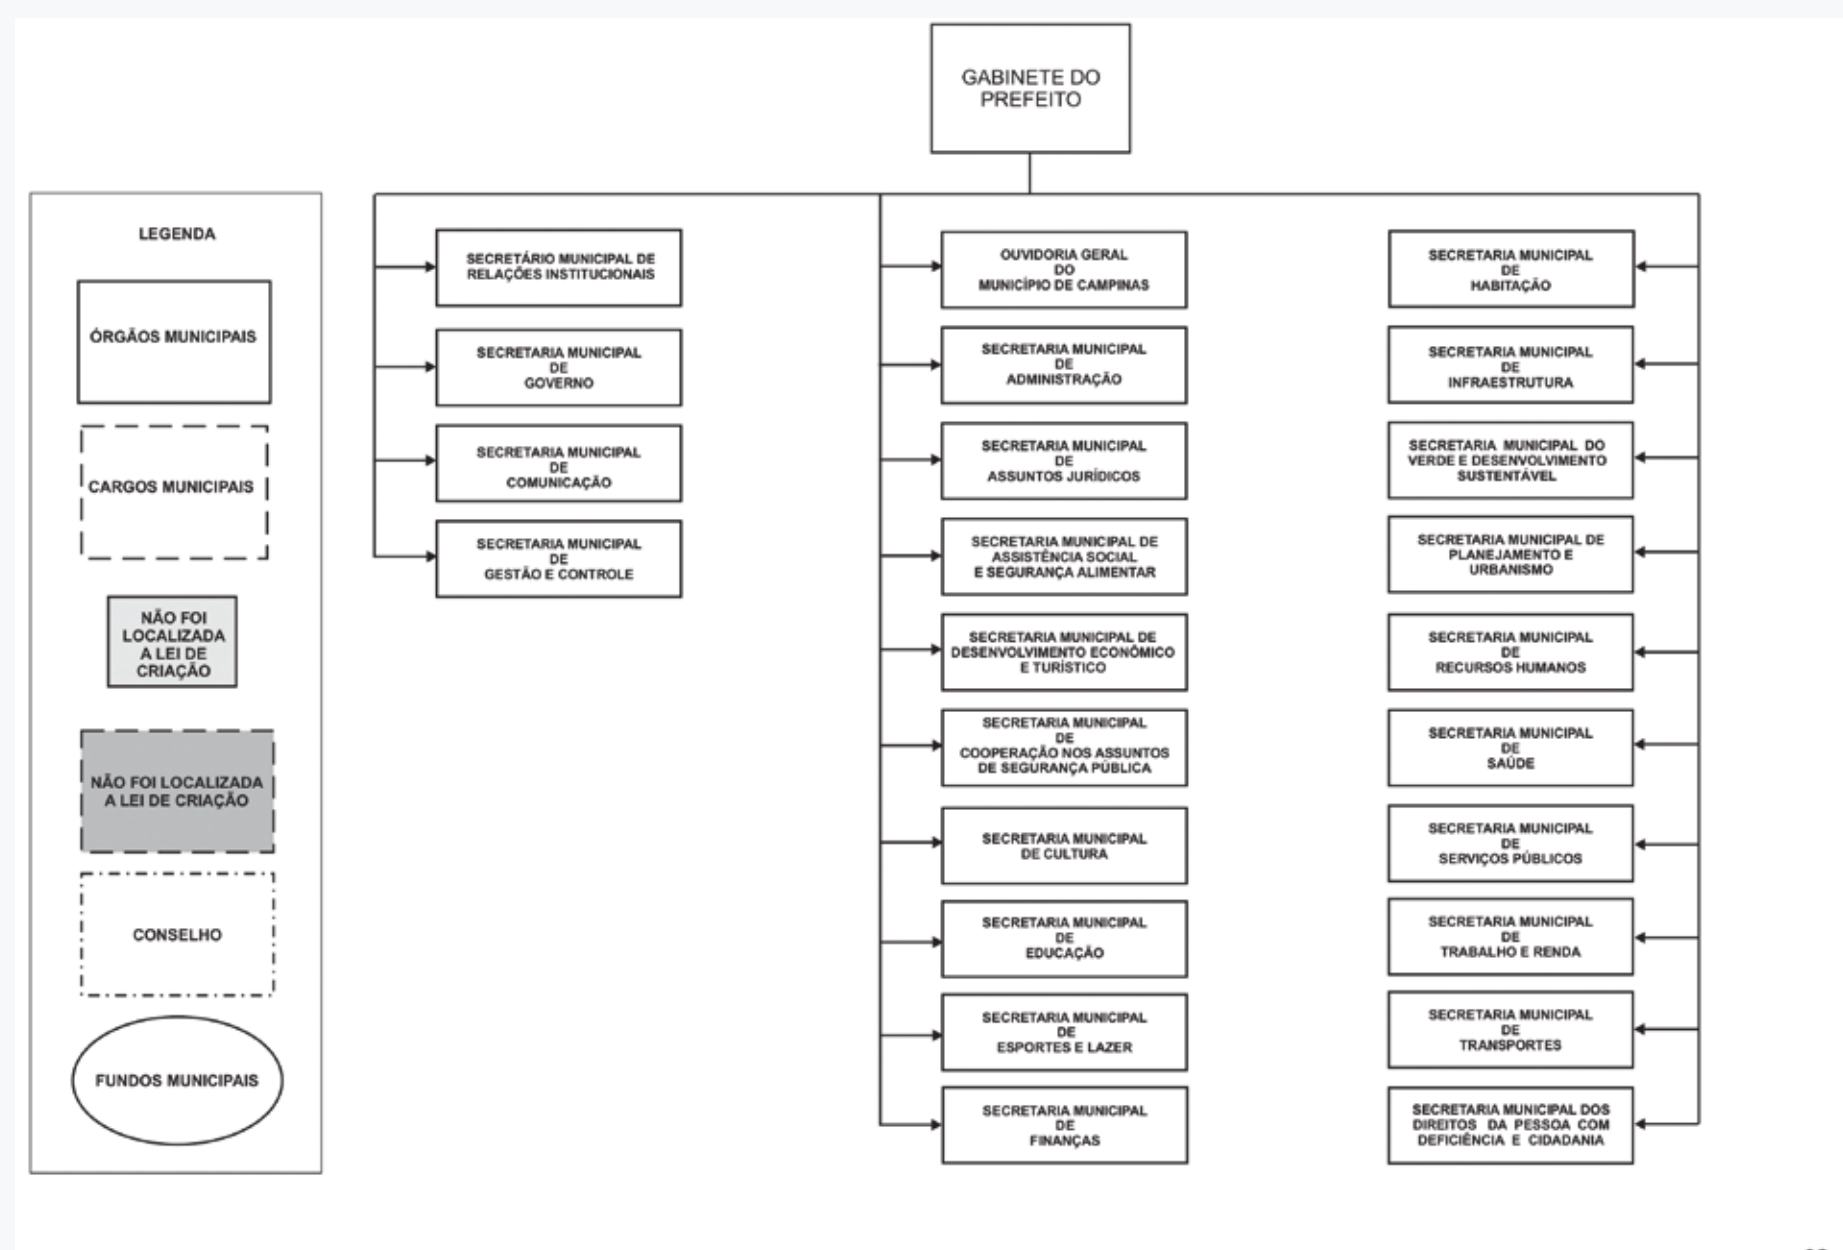 GABINETE DO
PREFEITO
LEGENDA
ÓRGÃOS MUNICIPAIS
CARGOS MUNICIPAIS
NÃO FOI
LOCALIZADA
A LEI DE
CRIAÇÃO
NÃO FOI LOCALIZADA
A LEI DE CRIAÇÃO
CONSELHO
FUNDOS MUNICIPAIS
SECRETÁRIO MUNICIPAL DE
RELAÇÕES INSTITUCIONAIS
SECRETARIA MUNICIPAL
DE
GOVERNO
SECRETARIA MUNICIPAL
DE
COMUNICAÇÃO
SECRETARIA MUNICIPAL
DE
GESTÃO E CONTROLE
OUVIDORIA GERAL
DO
MUNICÍPIO DE CAMPINAS
SECRETARIA MUNICIPAL
DE
ADMINISTRAÇÃO
SECRETARIA MUNICIPAL
DE
ASSUNTOS JURÍDICOS
SECRETARIA MUNICIPAL DE
ASSISTÊNCIA SOCIAL
E SEGURANÇA ALIMENTAR
SECRETARIA MUNICIPAL DE
DESENVOLVIMENTO ECONÔMICO
E TURÍSTICO
SECRETARIA MUNICIPAL
DE
COOPERAÇÃO NOS ASSUNTOS
DE SEGURANÇA PÚBLICA
SECRETARIA MUNICIPAL
DE CULTURA
SECRETARIA MUNICIPAL
DE
EDUCAÇÃO
SECRETARIA MUNICIPAL
DE
ESPORTES E LAZER
SECRETARIA MUNICIPAL
DE
FINANÇAS
SECRETARIA MUNICIPAL
DE
HABITAÇÃO
SECRETARIA MUNICIPAL
DE
INFRAESTRUTURA
SECRETARIA MUNICIPAL DO
VERDE E DESENVOLVIMENTO
SUSTENTÁVEL
SECRETARIA MUNICIPAL DE
PLANEJAMENTO E
URBANISMO
SECRETARIA MUNICIPAL
DE
RECURSOS HUMANOS
SECRETARIA MUNICIPAL
DE
SAÚDE
SECRETARIA MUNICIPAL
DE
SERVIÇOS PÚBLICOS
SECRETARIA MUNICIPAL
DE
TRABALHO E RENDA
SECRETARIA MUNICIPAL
DE
TRANSPORTES
SECRETARIA MUNICIPAL DOS
DIREITOS DA PESSOA COM
DEFICIÊNCIA E CIDADANIA